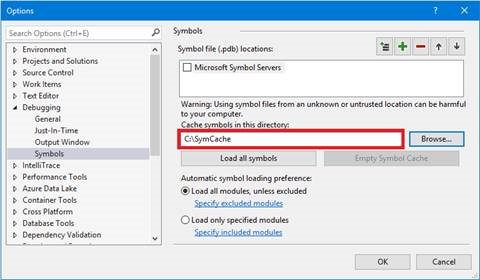 Options
?
×
Search Options (Ctrl+E)
Environment
Projects and Solutions
Source Control
Work Items
Text Editor
Debugging
General
Just-In-Time
Output Window
Symbols
IntelliTrace
Performance Tools
Azure Data Lake
Container Tools
Cross Platform
Database Tools
Dependency Validation
Symbols
Symbol file (.pdb) locations:
Microsoft Symbol Servers
Warning: Using symbol files from an unknown or untrusted location can be harmful
to your computer.
Cache symbols in this directory:
C:\SymCache
Browse...
Load all symbols
Empty Symbol Cache
Automatic symbol loading preference:
Load all modules, unless excluded
Specify excluded modules
Load only specified modules
Specify included modules
OK
Cancel